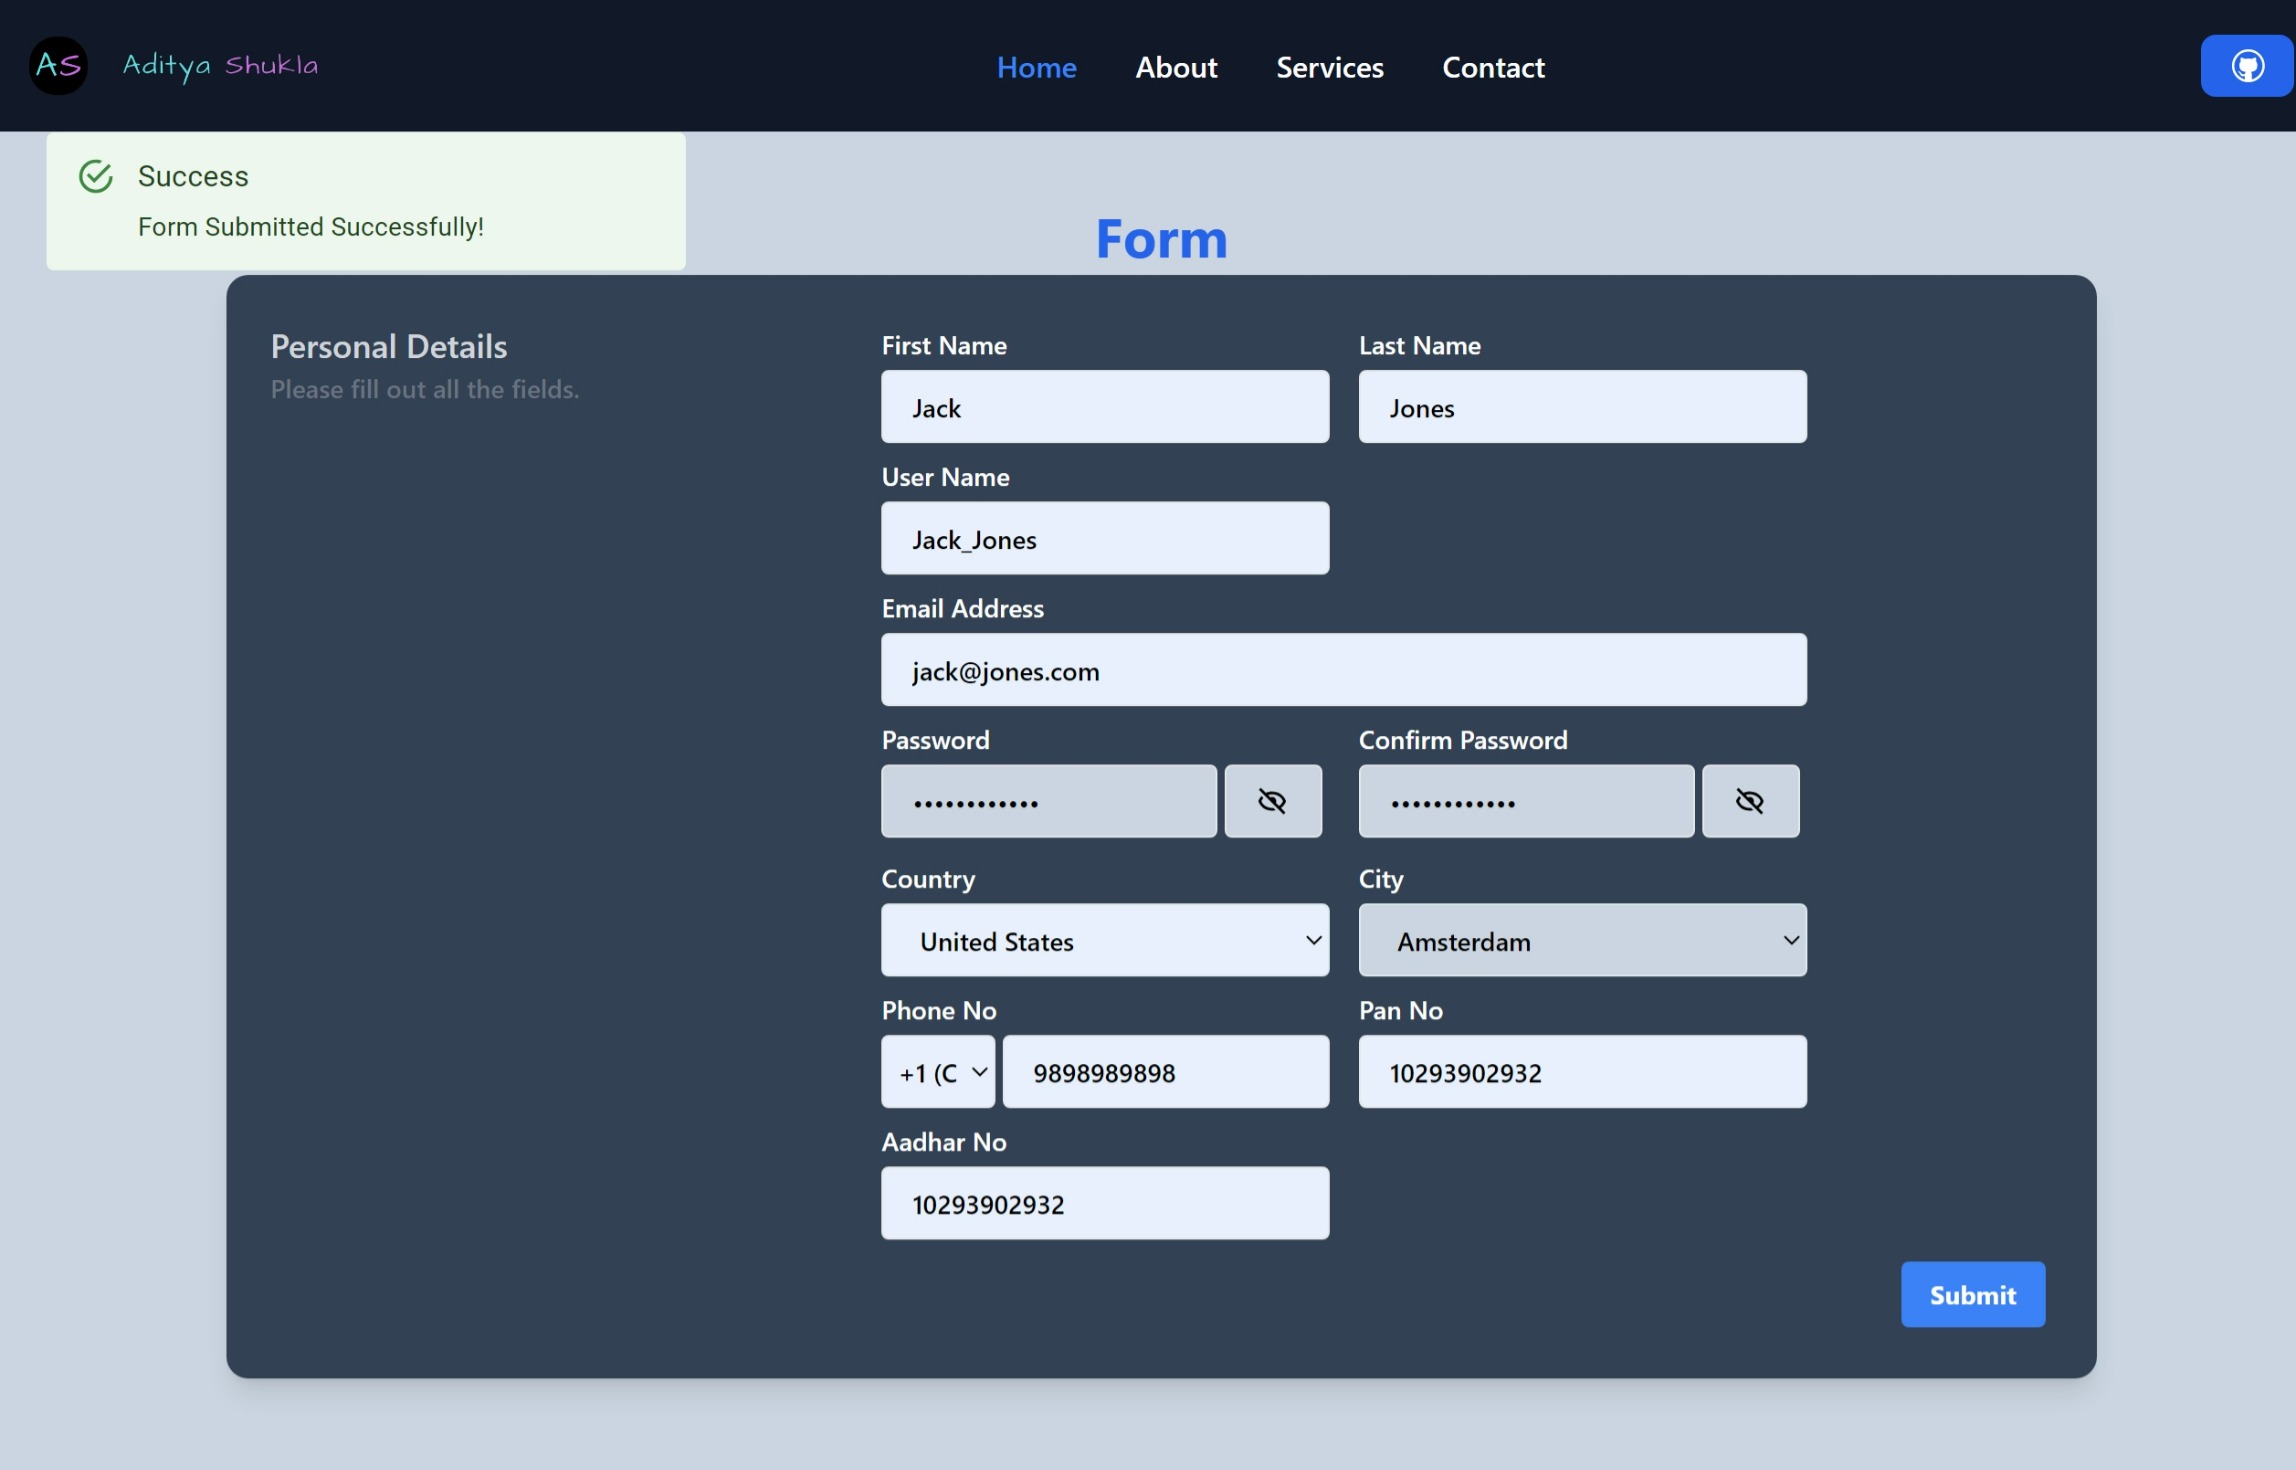 AS Aditya Shukla Home About Services Contact
Success
Form Submitted Successfully!
Form
Personal Details
Please fill out all the fields.
First Name Last Name
Jack Jones
User Name
Jack_Jones
Email Address
jack@jones.com
Password Confirm Password
•••••••••••• ••••••••••••
Country City
United States Amsterdam
Phone No Pan No
+1 (C 9898989898 10293902932
Aadhar No
10293902932
Submit